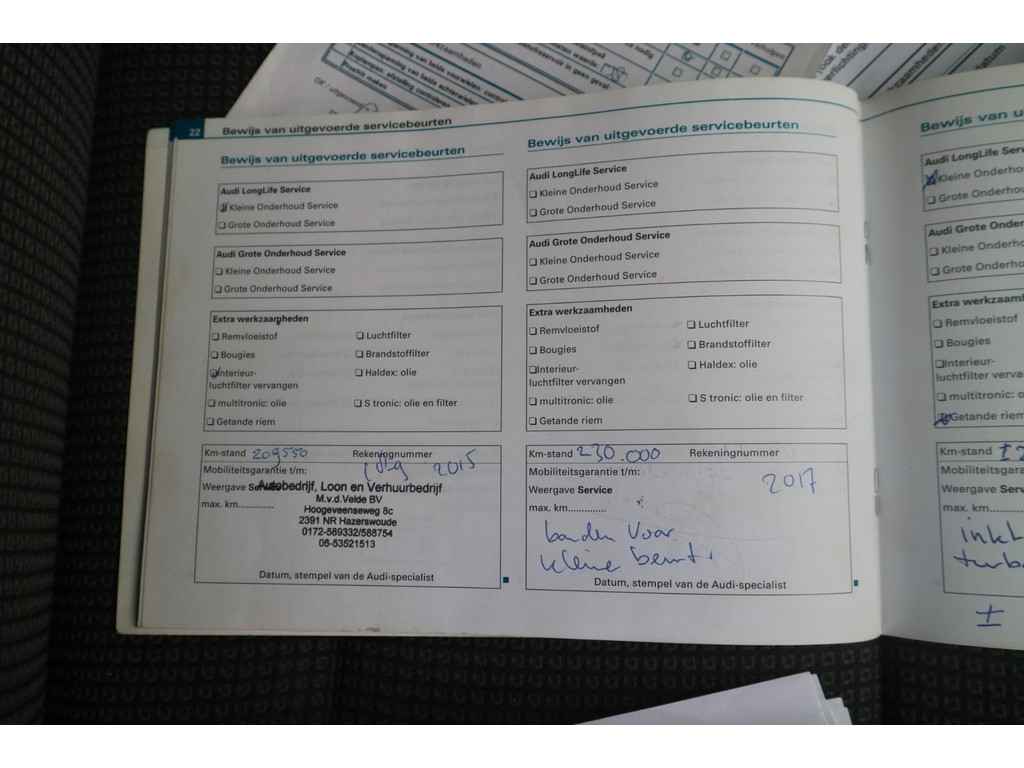 22 Bewijs van uitgevoerde servicebeurten
Bewijs van uitgevoerde servicebeurten
Audi LongLife Service
Kleine Onderhoud Service
Grote Onderhoud Service
Audi Grote Onderhoud Service
Kleine Onderhoud Service
Grote Onderhoud Service
Extra werkzaamheden
Remvloeistof
Luchtfilter
Bougies
Brandstoffilter
Interieur-
luchtfilter vervangen
Haldex: olie
multitronic: olie
S tronic: olie en filter
Getande riem
Km-stand 209550 Rekeningnummer
Mobiliteitsgarantie t/m: 2015
Weergave Service
Autobedrijf, Loon en Verhuurbedrijf
max. km..............
M.v.d.Velde BV
Hoogeveenseweg 8c
2391 NR Hazerswoude
0172-589332/588754
06-53521513
Datum, stempel van de Audi-specialist
Bewijs van uitgevoerde servicebeurten
Audi LongLife Service
Kleine Onderhoud Service
Grote Onderhoud Service
Audi Grote Onderhoud Service
Kleine Onderhoud Service
Grote Onderhoud Service
Extra werkzaamheden
Remvloeistof
Luchtfilter
Bougies
Brandstoffilter
Interieur-
luchtfilter vervangen
Haldex: olie
multitronic: olie
S tronic: olie en filter
Getande riem
Km-stand 230.000 Rekeningnummer
Mobiliteitsgarantie t/m:
Weergave Service 2017
max. km..............
banden voor
kleine beurt.
Datum, stempel van de Audi-specialist
Bewijs van u
Audi LongLife Serv
Kleine Onderho
Grote Onderho
Audi Grote Onder
Kleine Onderho
Grote Onderho
Extra werkzaamh
Remvloeistof
Bougies
Interieur-
luchtfilter verva
multitronic: olie
Getande riem
Km-stand
Mobiliteitsgara
Weergave Servic
max. km
inkl
turb
±